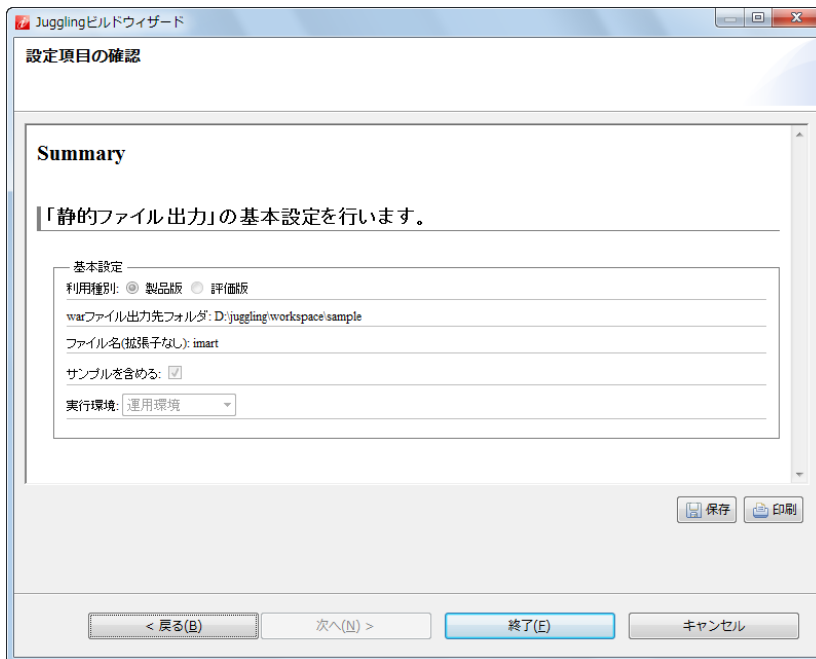 Jugglingビルドウィザード
設定項目の確認
Summary
「静的ファイル出力」の基本設定を行います。
基本設定
利用種別: 製品版 評価版
warファイル出力先フォルダ: D:\juggling\workspace\sample
ファイル名(拡張子なし): imart
サンプルを含める:
実行環境: 運用環境
保存 印刷
< 戻る(B) 次へ(N) > 終了(F) キャンセル